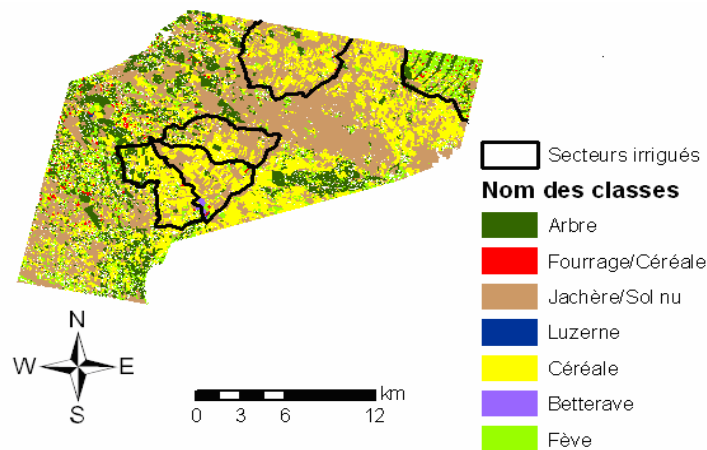 Secteurs irrigués
Nom des classes
Arbre
Fourrage/Céréale
Jachère/Sol nu
Luzerne
Céréale
Betterave
Fève
N
W E
S
km
0 3 6 12